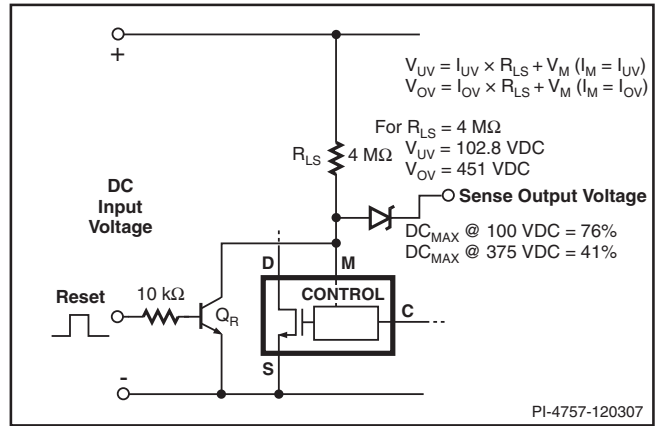 +
V_UV = I_UV × R_LS + V_M (I_M = I_UV)
V_OV = I_OV × R_LS + V_M (I_M = I_OV)
For R_LS = 4 MΩ
V_UV = 102.8 VDC
V_OV = 451 VDC
R_LS
4 MΩ
DC
Input
Voltage
Sense Output Voltage
DC_MAX @ 100 VDC = 76%
DC_MAX @ 375 VDC = 41%
D
M
CONTROL
C
Reset
10 kΩ
Q_R
S
-
PI-4757-120307